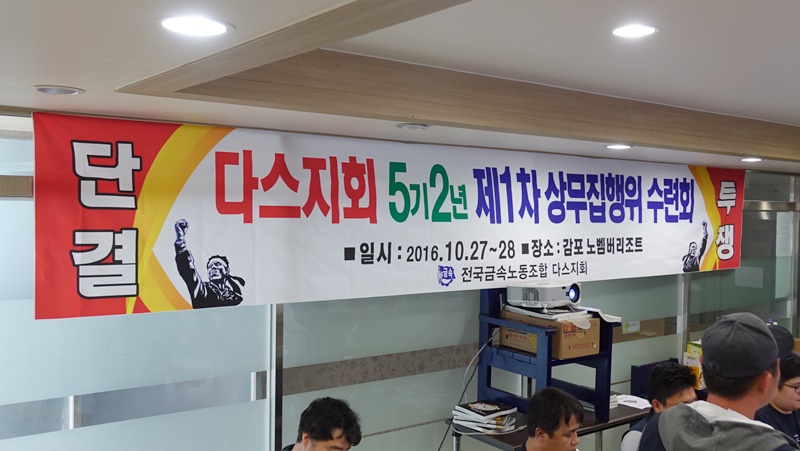 단결
다스지회 5기2년 제1차 상무집행위 수련회
■일시 : 2016.10.27~28 ■장소 : 감포 노벰버리조트
금속 전국금속노동조합 다스지회
투쟁